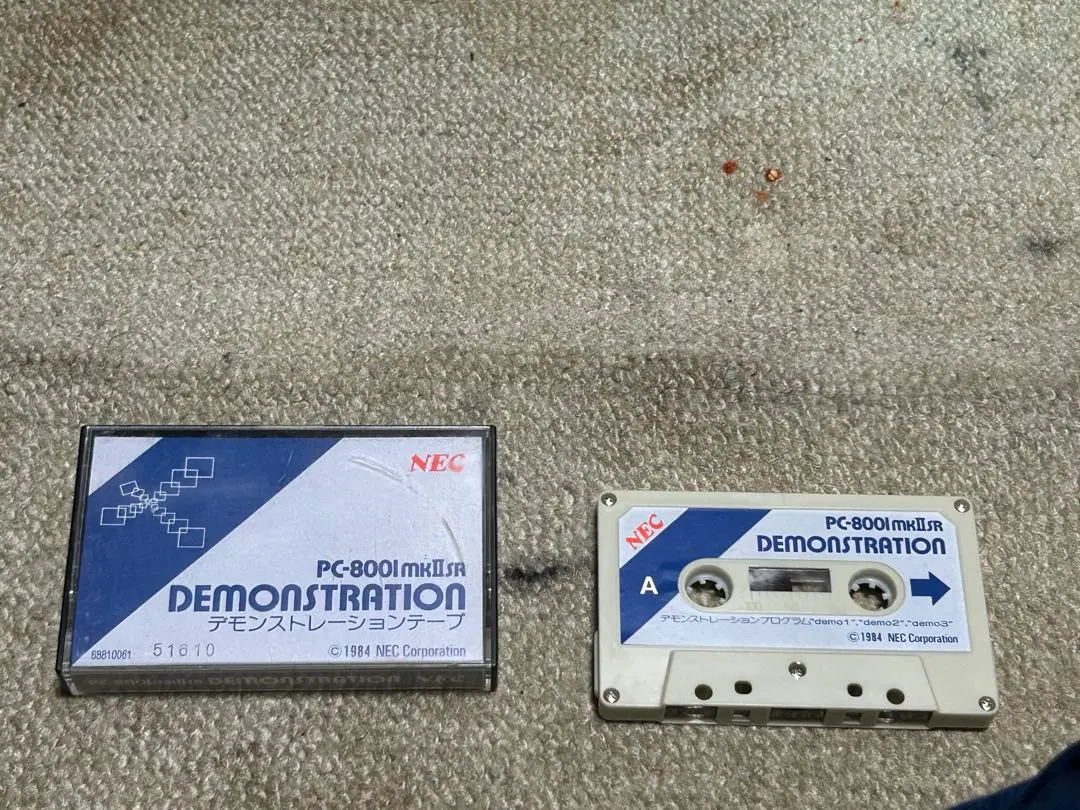 NEC
PC-8001mkⅡSR
DEMONSTRATION
デモンストレーションテープ
68810061 51610 ©1984 NEC Corporation
DEMONSTRATION NEC
NEC
PC-8001mkⅡSR
DEMONSTRATION
A
デモンストレーションプログラム"demo1","demo2","demo3"
©1984 NEC Corporation